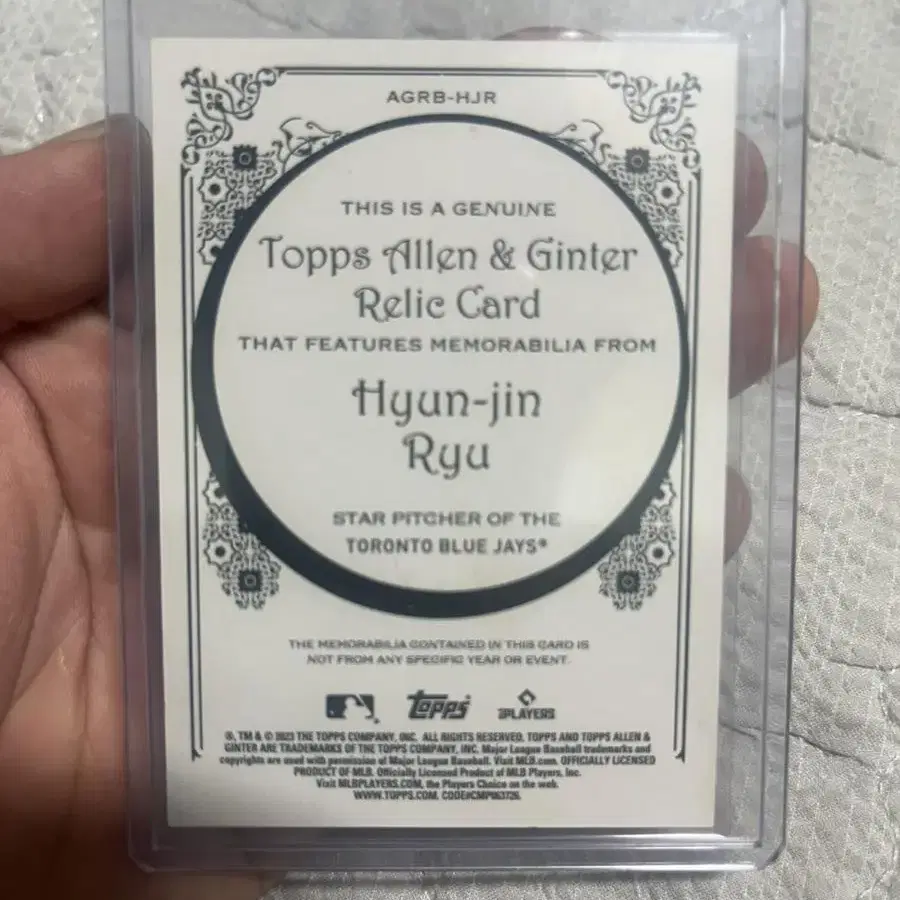 AGRB-HJR
THIS IS A GENUINE
Topps Allen & Ginter
Relic Card
THAT FEATURES MEMORABILIA FROM
Hyun-jin
Ryu
STAR PITCHER OF THE
TORONTO BLUE JAYS®
THE MEMORABILIA CONTAINED IN THIS CARD IS
NOT FROM ANY SPECIFIC YEAR OR EVENT.
topps
PLAYERS
®, TM & © 2023 THE TOPPS COMPANY, INC. ALL RIGHTS RESERVED. TOPPS AND TOPPS ALLEN &
GINTER ARE TRADEMARKS OF THE TOPPS COMPANY, INC. Major League Baseball trademarks and
copyrights are used with permission of Major League Baseball. Visit MLB.com. OFFICIALLY LICENSED
PRODUCT OF MLB. Officially Licensed Product of MLB Players, Inc.
Visit MLBPLAYERS.COM, the Players Choice on the web.
WWW.TOPPS.COM. CODE#CMP063726